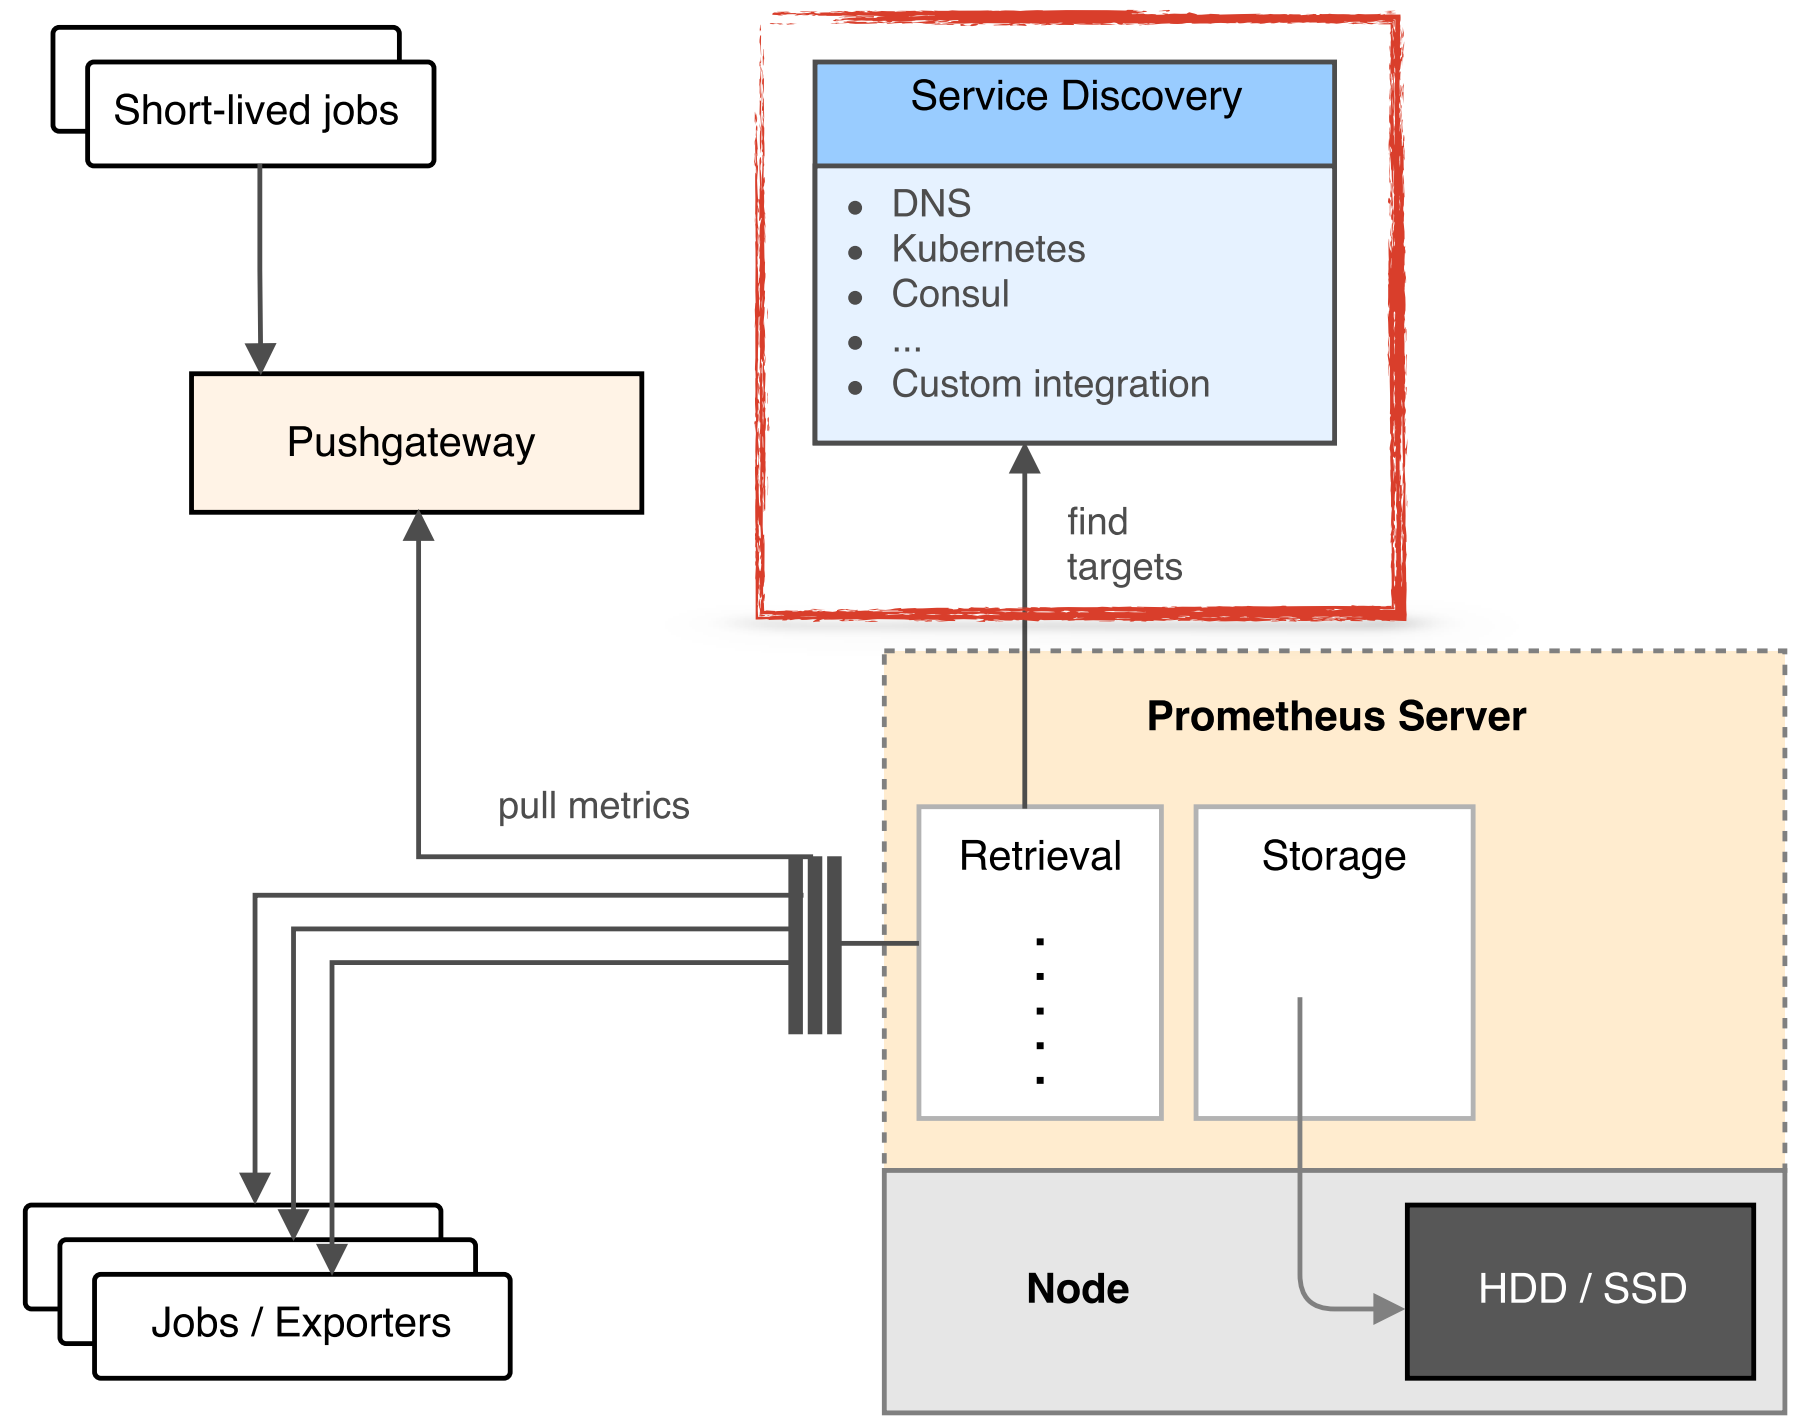 Short-lived jobs
Service Discovery
DNS
Kubernetes
Consul
...
Custom integration
Pushgateway
find
targets
Prometheus Server
pull metrics
Retrieval
Storage
Node
HDD / SSD
Jobs / Exporters